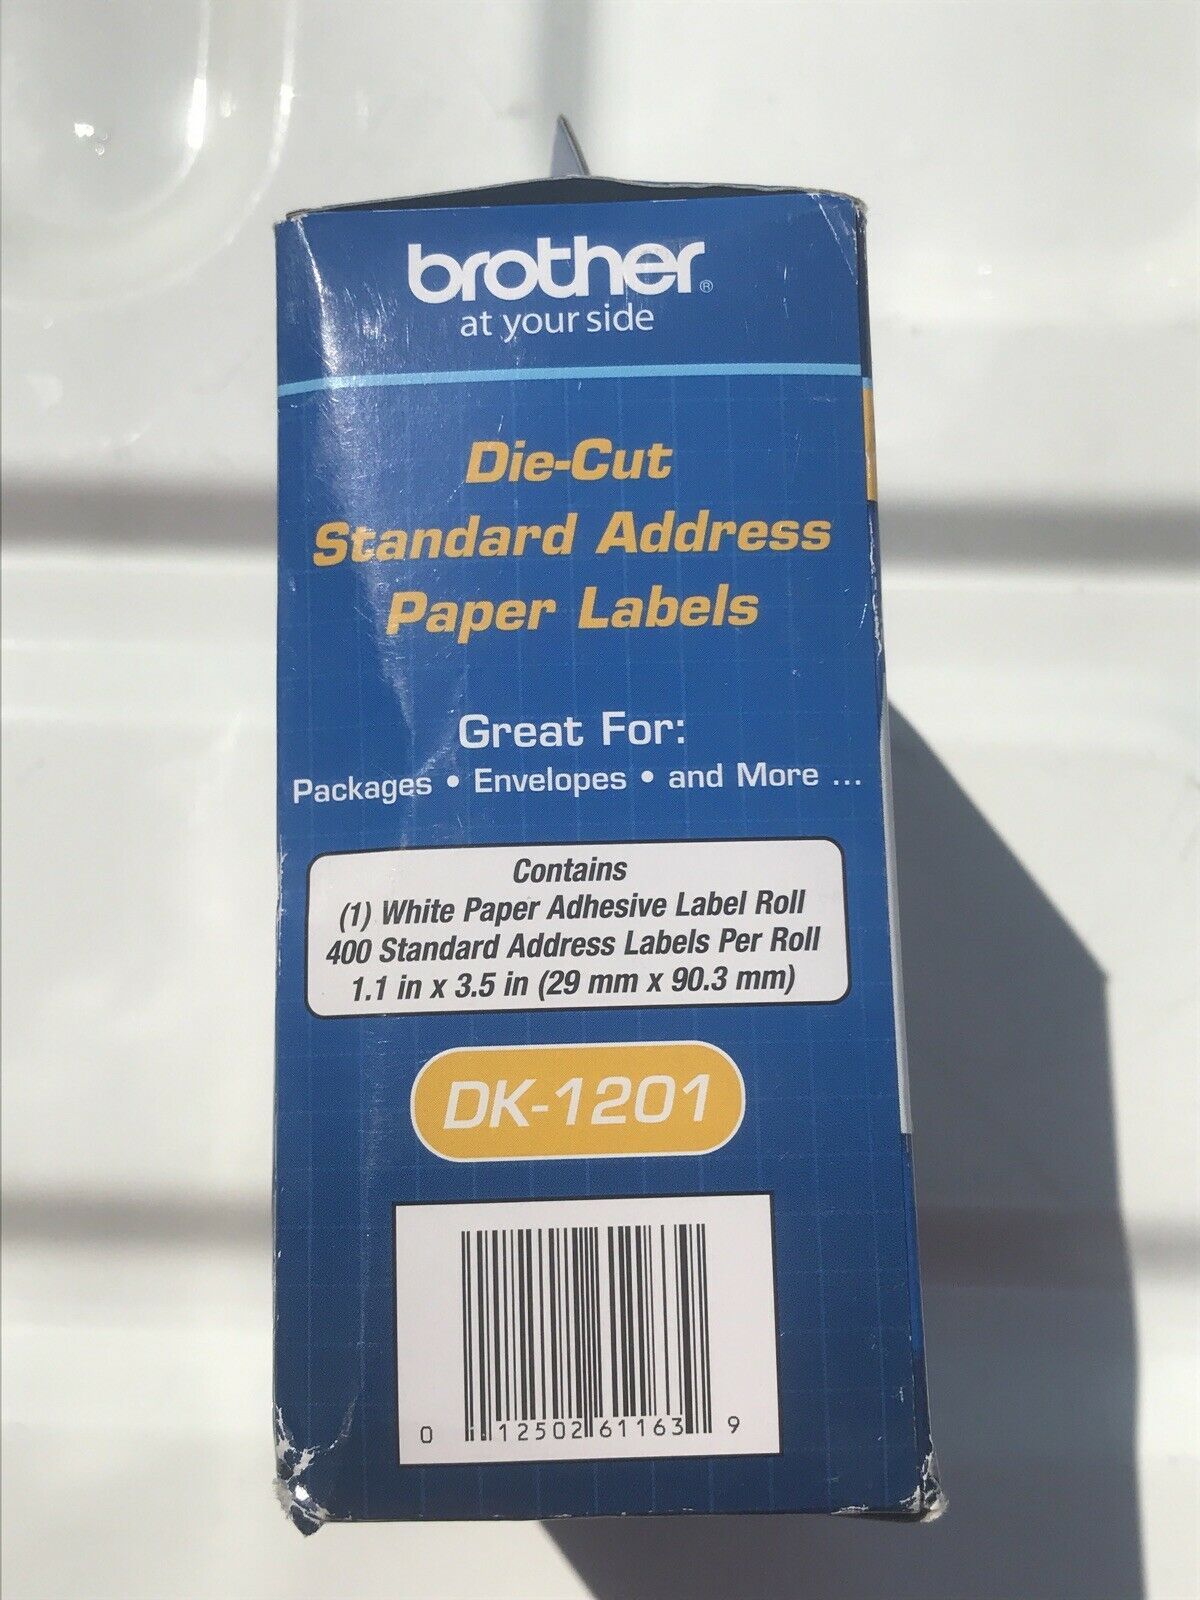 brother®
at your side
Die-Cut
Standard Address
Paper Labels
Great For:
Packages • Envelopes • and More ...
Contains
(1) White Paper Adhesive Label Roll
400 Standard Address Labels Per Roll
1.1 in x 3.5 in (29 mm x 90.3 mm)
DK-1201
0 12502 61163 9